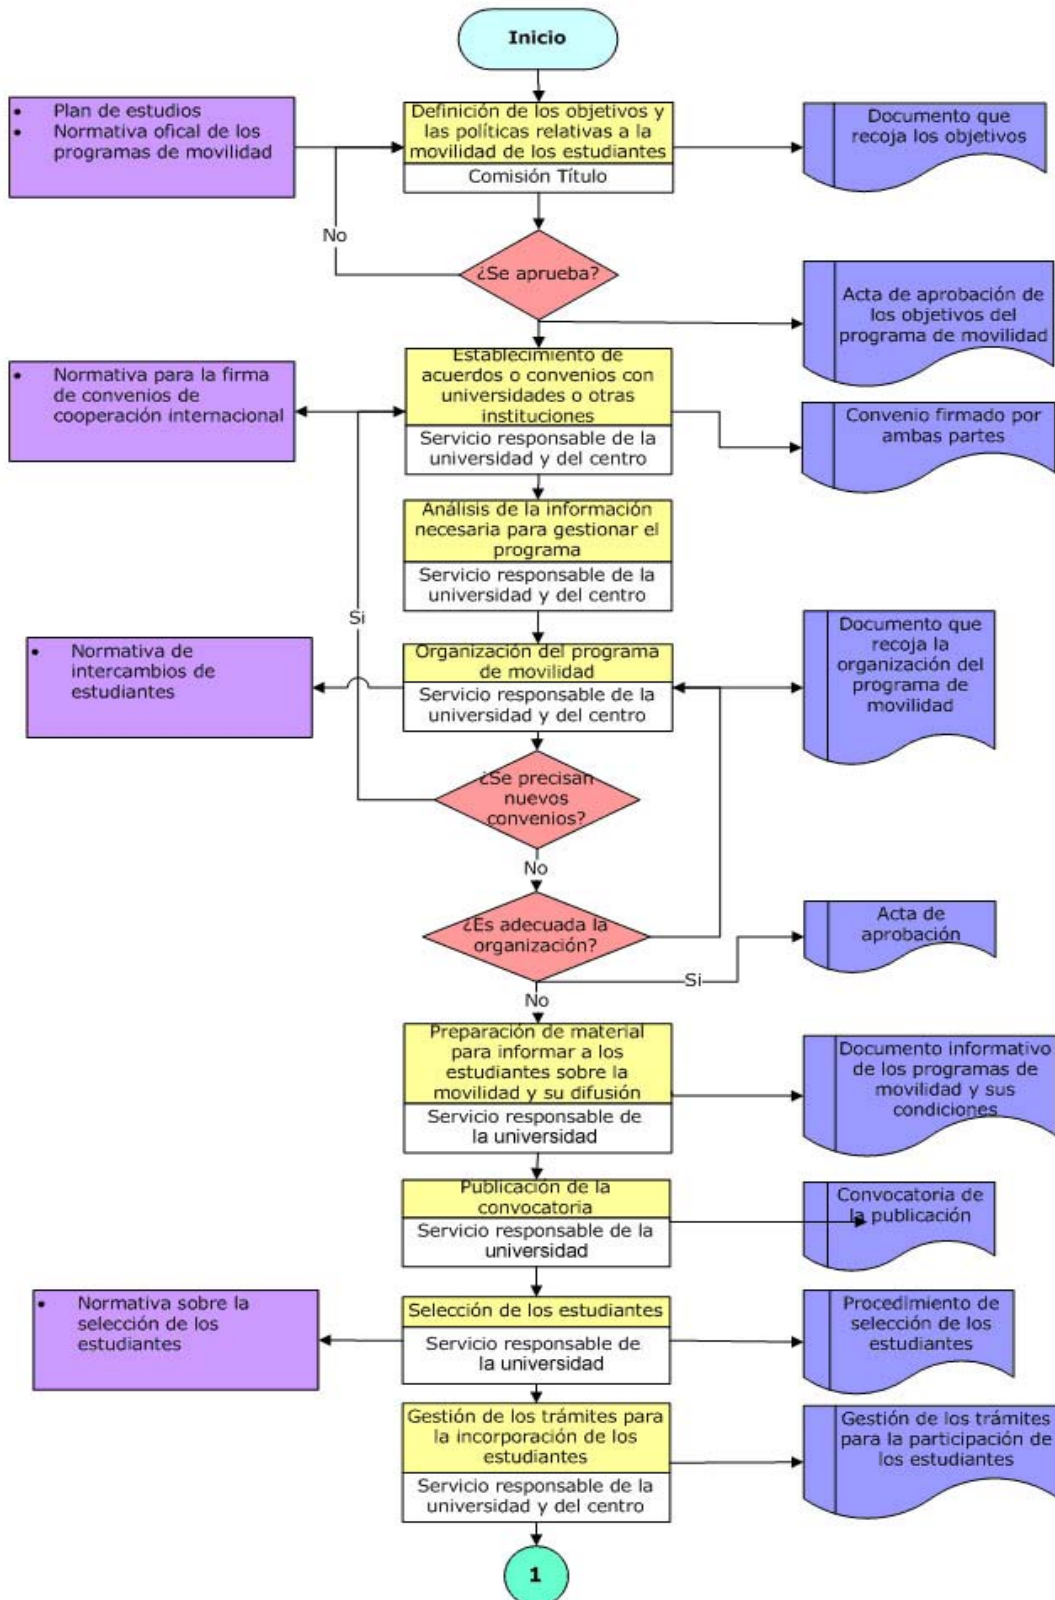 Inicio
• Plan de estudios
• Normativa ofical de los
programas de movilidad
Definición de los objetivos y
las políticas relativas a la
movilidad de los estudiantes
Comisión Título
Documento que
recoja los objetivos
No
¿Se aprueba?
Acta de aprobación de
los objetivos del
programa de movilidad
• Normativa para la firma
de convenios de
cooperación internacional
Establecimiento de
acuerdos o convenios con
universidades o otras
instituciones
Servicio responsable de la
universidad y del centro
Convenio firmado por
ambas partes
Análisis de la información
necesaria para gestionar el
programa
Servicio responsable de la
universidad y del centro
Si
• Normativa de
intercambios de
estudiantes
Organización del programa
de movilidad
Servicio responsable de la
universidad y del centro
Documento que
recoja la
organización del
programa de
movilidad
¿Se precisan
nuevos
convenios?
No
¿Es adecuada la
organización?
Acta de
aprobación
Si
No
Preparación de material
para informar a los
estudiantes sobre la
movilidad y su difusión
Servicio responsable de
la universidad
Documento informativo
de los programas de
movilidad y sus
condiciones
Publicación de la
convocatoria
Servicio responsable de la
universidad
Convocatoria de
la publicación
• Normativa sobre la
selección de los
estudiantes
Selección de los estudiantes
Servicio responsable de
la universidad
Procedimiento de
selección de los
estudiantes
Gestión de los trámites para
la incorporación de los
estudiantes
Servicio responsable de la
universidad y del centro
Gestión de los trámites
para la participación de
los estudiantes
1